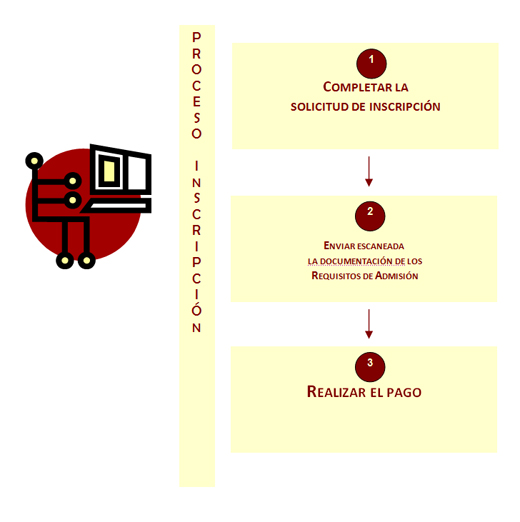 PROCESO INSCRIPCIÓN
1
COMPLETAR LA
SOLICITUD DE INSCRIPCIÓN
2
ENVIAR ESCANEADA
LA DOCUMENTACIÓN DE LOS
REQUISITOS DE ADMISIÓN
3
REALIZAR EL PAGO